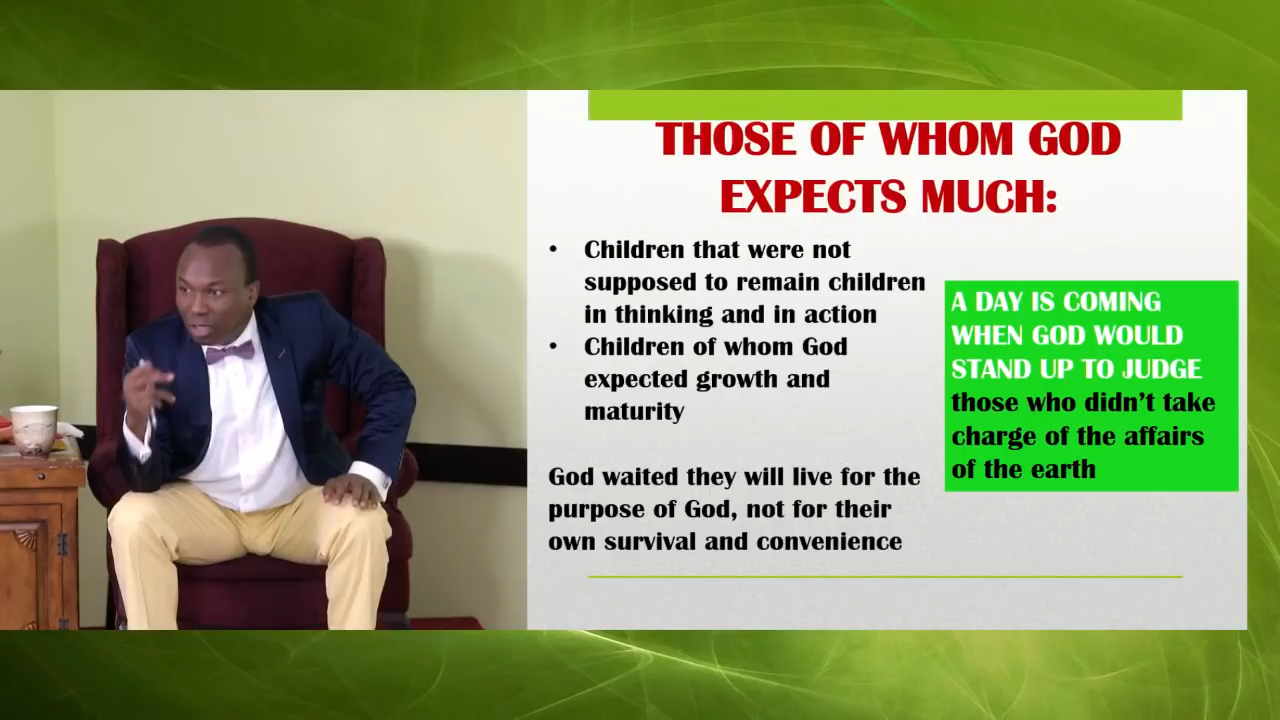 THOSE OF WHOM GOD
EXPECTS MUCH:
• Children that were not
supposed to remain children
in thinking and in action
• Children of whom God
expected growth and
maturity
God waited they will live for the
purpose of God, not for their
own survival and convenience
A DAY IS COMING
WHEN GOD WOULD
STAND UP TO JUDGE
those who didn’t take
charge of the affairs
of the earth